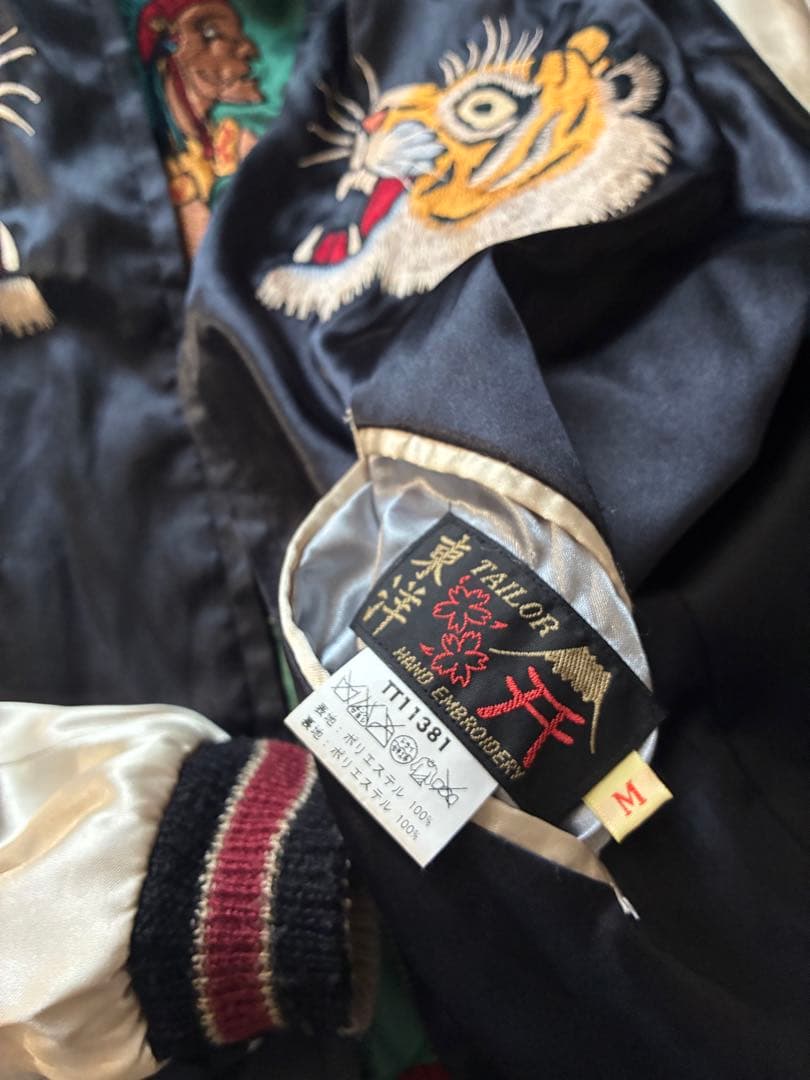 東洋
TAILOR
HAND EMBROIDERY
TT11381
表地：ポリエステル 100%
裏地：ポリエステル 100%
M